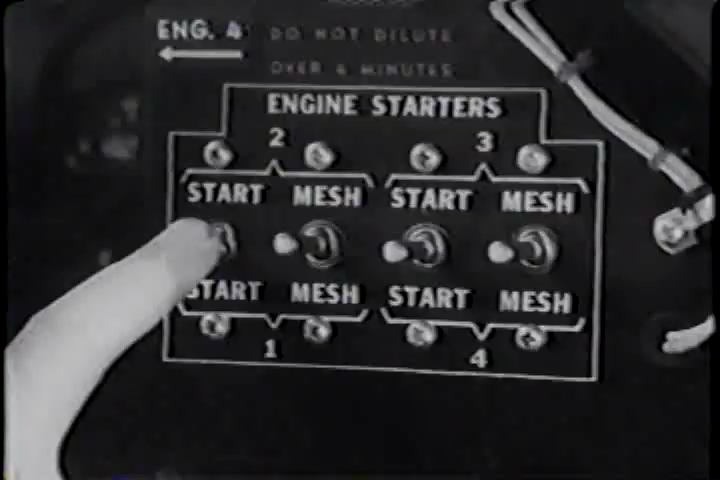 ENG. 4
DO NOT DILUTE
OVER 4 MINUTES
ENGINE STARTERS
2 3
START MESH START MESH
START MESH START MESH
1 4